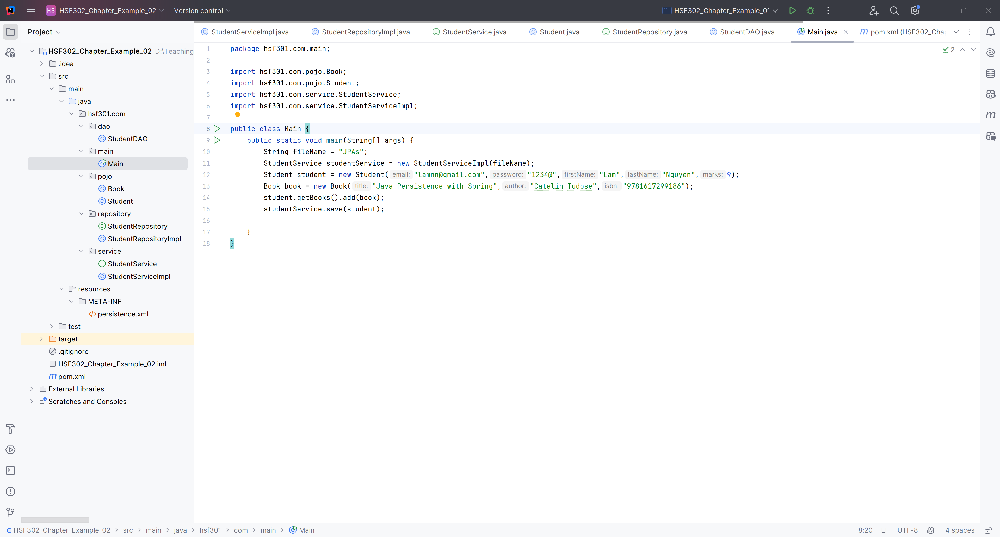 HS HSF302_Chapter_Example_02 Version control HSF302_Chapter_Example_01
Project
StudentServiceImpl.java StudentRepositoryImpl.java StudentService.java Student.java StudentRepository.java StudentDAO.java Main.java m pom.xml (HSF302_Cha
HSF302_Chapter_Example_02 D:\Teaching
.idea
src
main
java
hsf301.com
dao
StudentDAO
main
Main
pojo
Book
Student
repository
StudentRepository
StudentRepositoryImpl
service
StudentService
StudentServiceImpl
resources
META-INF
persistence.xml
test
target
.gitignore
HSF302_Chapter_Example_02.iml
m pom.xml
External Libraries
Scratches and Consoles
2
1 package hsf301.com.main;
2
3 import hsf301.com.pojo.Book;
4 import hsf301.com.pojo.Student;
5 import hsf301.com.service.StudentService;
6 import hsf301.com.service.StudentServiceImpl;
7
8 public class Main {
9 public static void main(String[] args) {
10 String fileName = "JPAs";
11 StudentService studentService = new StudentServiceImpl(fileName);
12 Student student = new Student( email: "lamnn@gmail.com", password: "1234@", firstName: "Lam", lastName: "Nguyen", marks: 9);
13 Book book = new Book( title: "Java Persistence with Spring", author: "Catalin Tudose", isbn: "9781617299186");
14 student.getBooks().add(book);
15 studentService.save(student);
16
17 }
18 }
m
HSF302_Chapter_Example_02 > src > main > java > hsf301 > com > main > Main 8:20 LF UTF-8 4 spaces